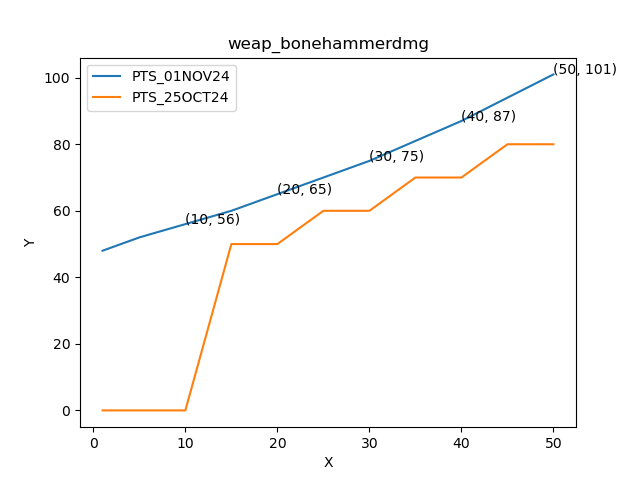 weap_bonehammerdmg
PTS_01NOV24
PTS_25OCT24
(50, 101)
(40, 87)
(30, 75)
(20, 65)
(10, 56)
100
80
60
40
20
0
Y
0 10 20 30 40 50
X